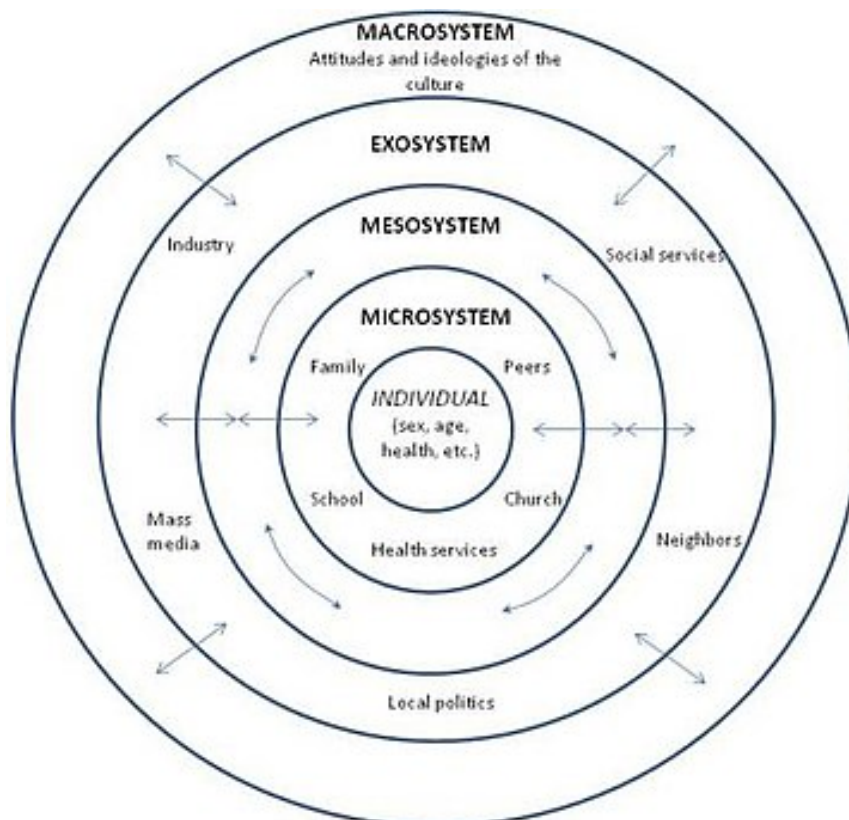 MACROSYSTEM
Attitudes and ideologies of the
culture
EXOSYSTEM
MESOSYSTEM
Industry
Social services
MICROSYSTEM
Family
Peers
INDIVIDUAL
{sex, age,
health, etc.}
School
Church
Mass
media
Health services
Neighbors
Local politics